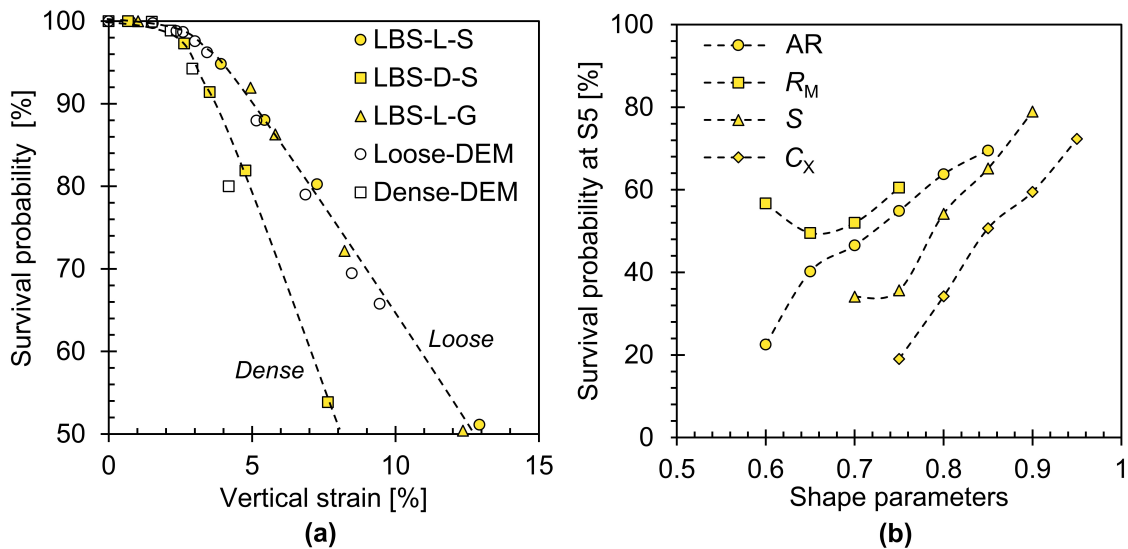 Survival probability [%]
100
90
80
70
60
50
0
5
10
15
Vertical strain [%]
LBS-L-S
LBS-D-S
LBS-L-G
Loose-DEM
Dense-DEM
Loose
Dense
(a)
Survival probability at S5 [%]
100
80
60
40
20
0
0.5
0.6
0.7
0.8
0.9
1
Shape parameters
AR
RM
S
CX
(b)